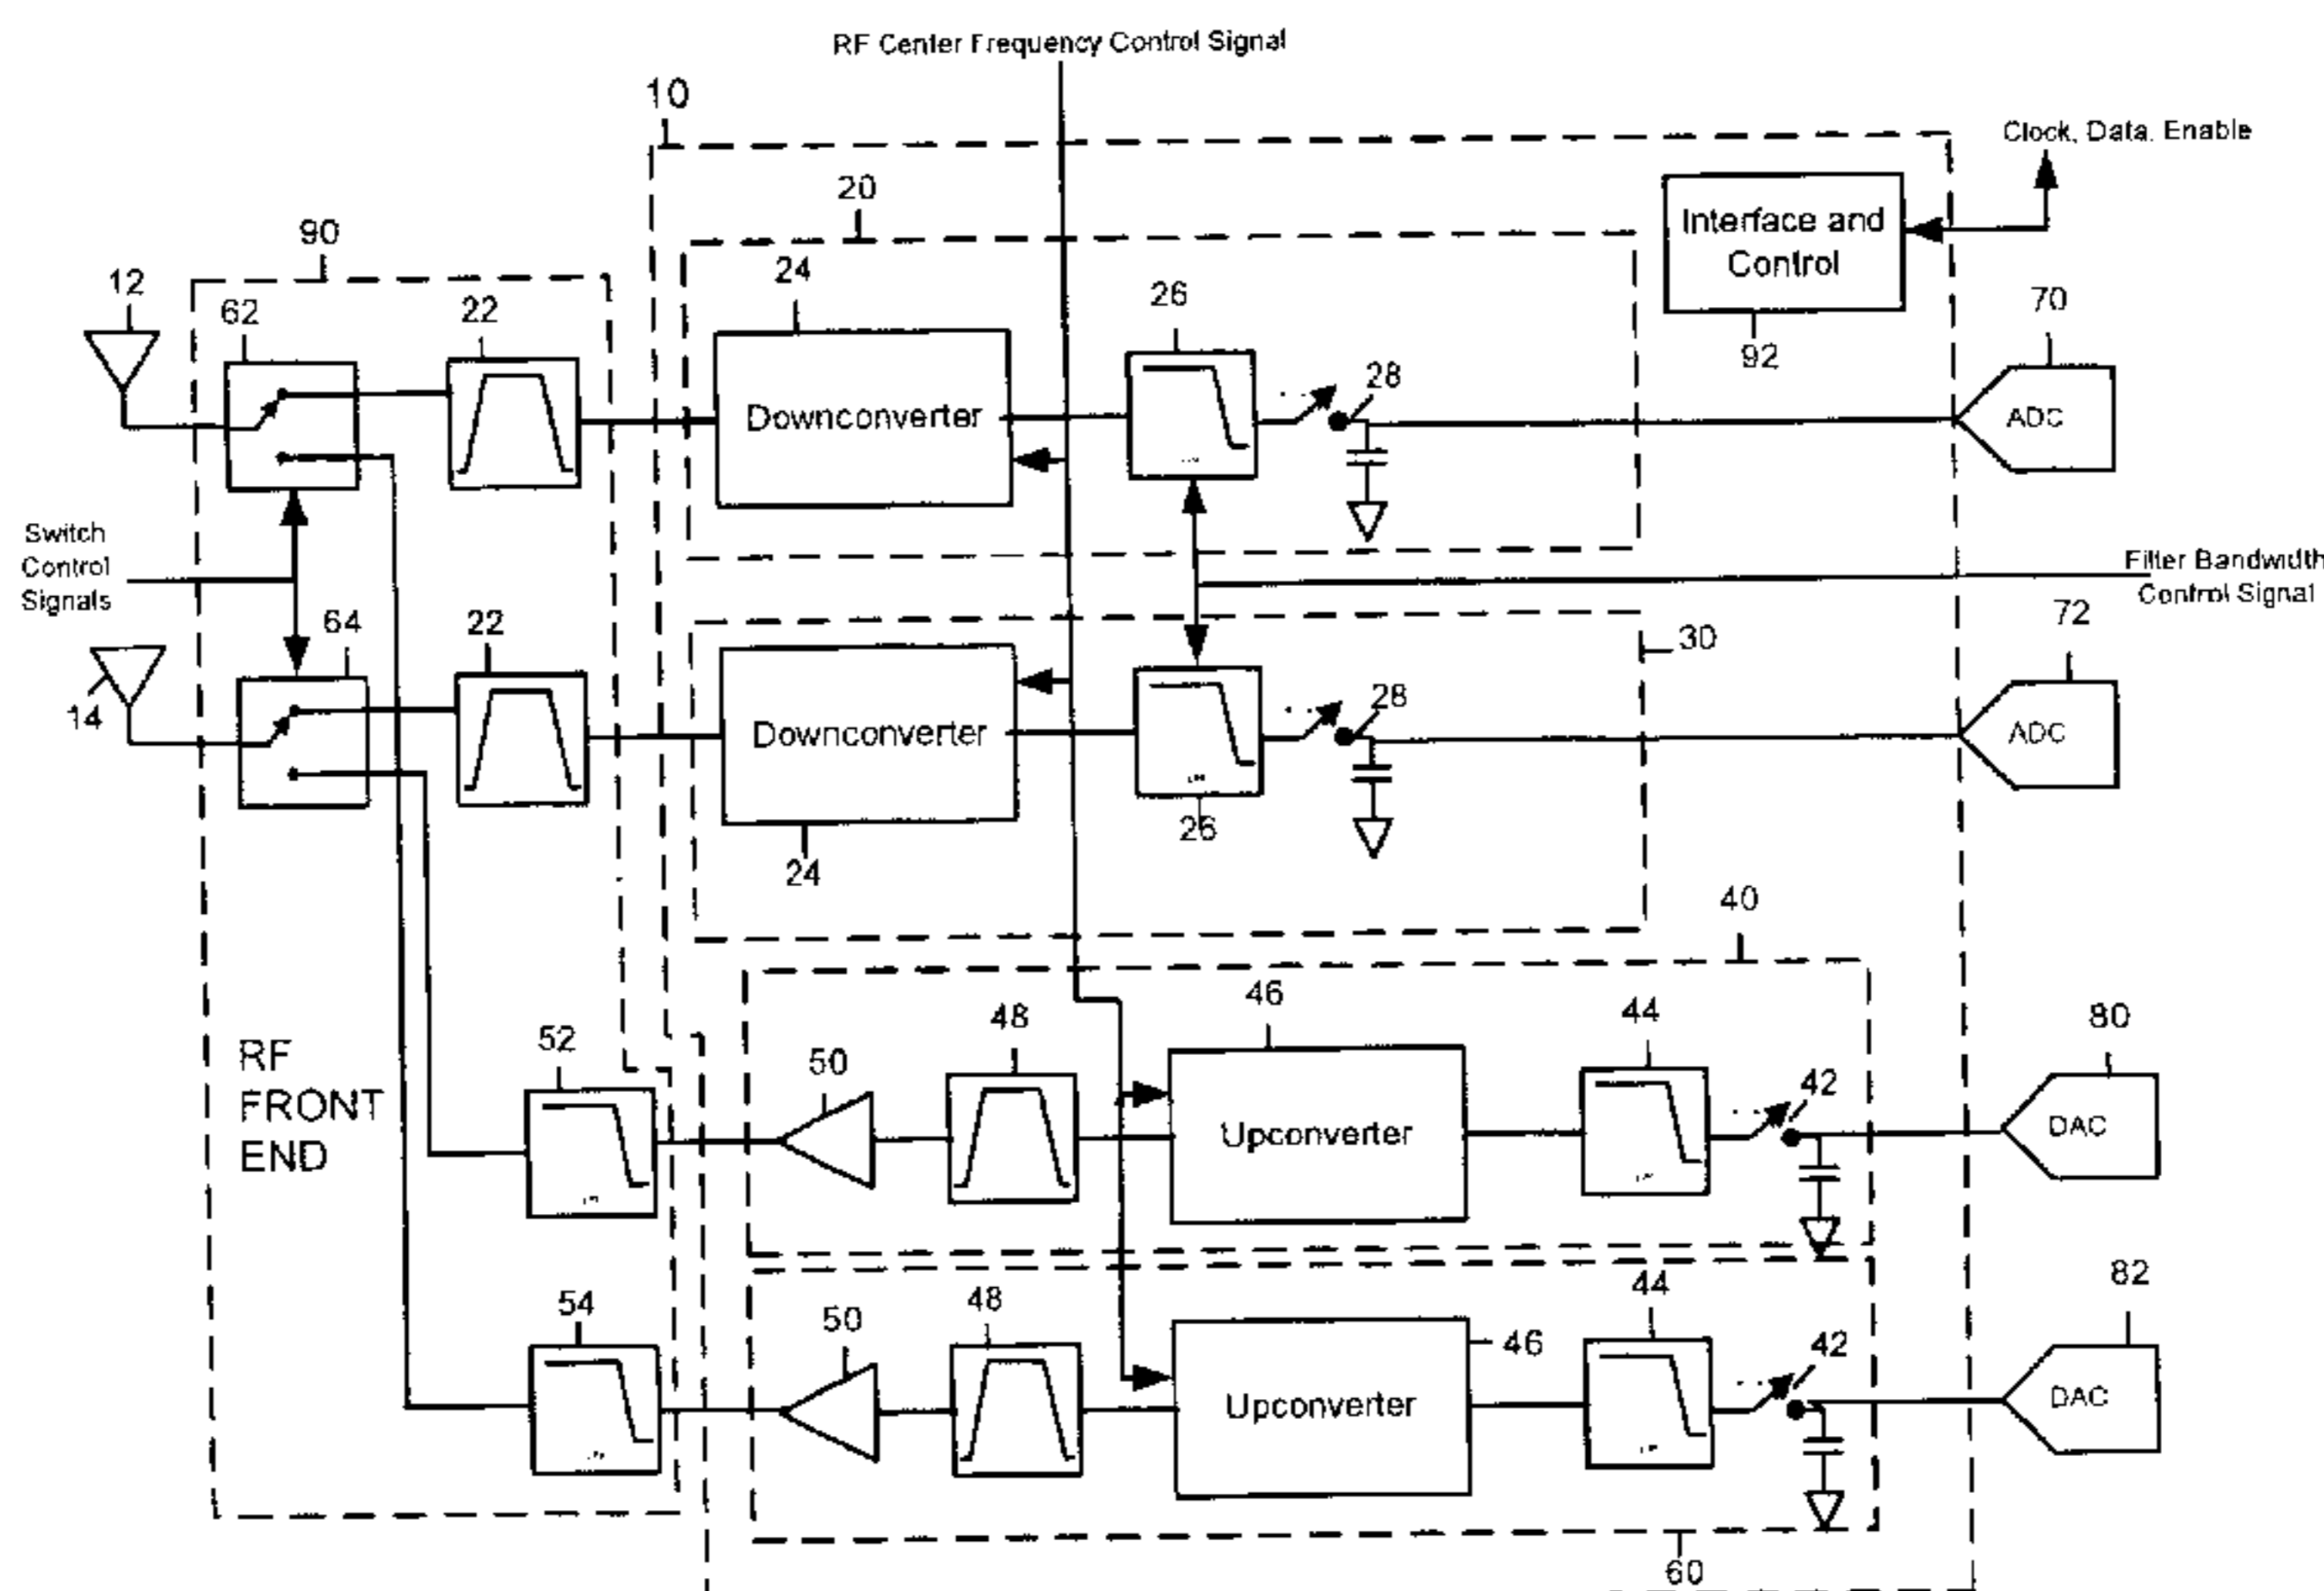 RF Center Frequency Control Signal
10
Clock, Data, Enable
20
Interface and
Control
90
24
12
62
22
26
70
28
92
Downconverter
ADC
Switch
Control
Signals
Filter Bandwidth
Control Signal
64
22
72
30
14
28
Downconverter
ADC
26
24
40
46
48
44
80
52
50
42
RF
FRONT
END
Upconverter
DAC
82
54
48
44
50
46
42
Upconverter
DAC
60